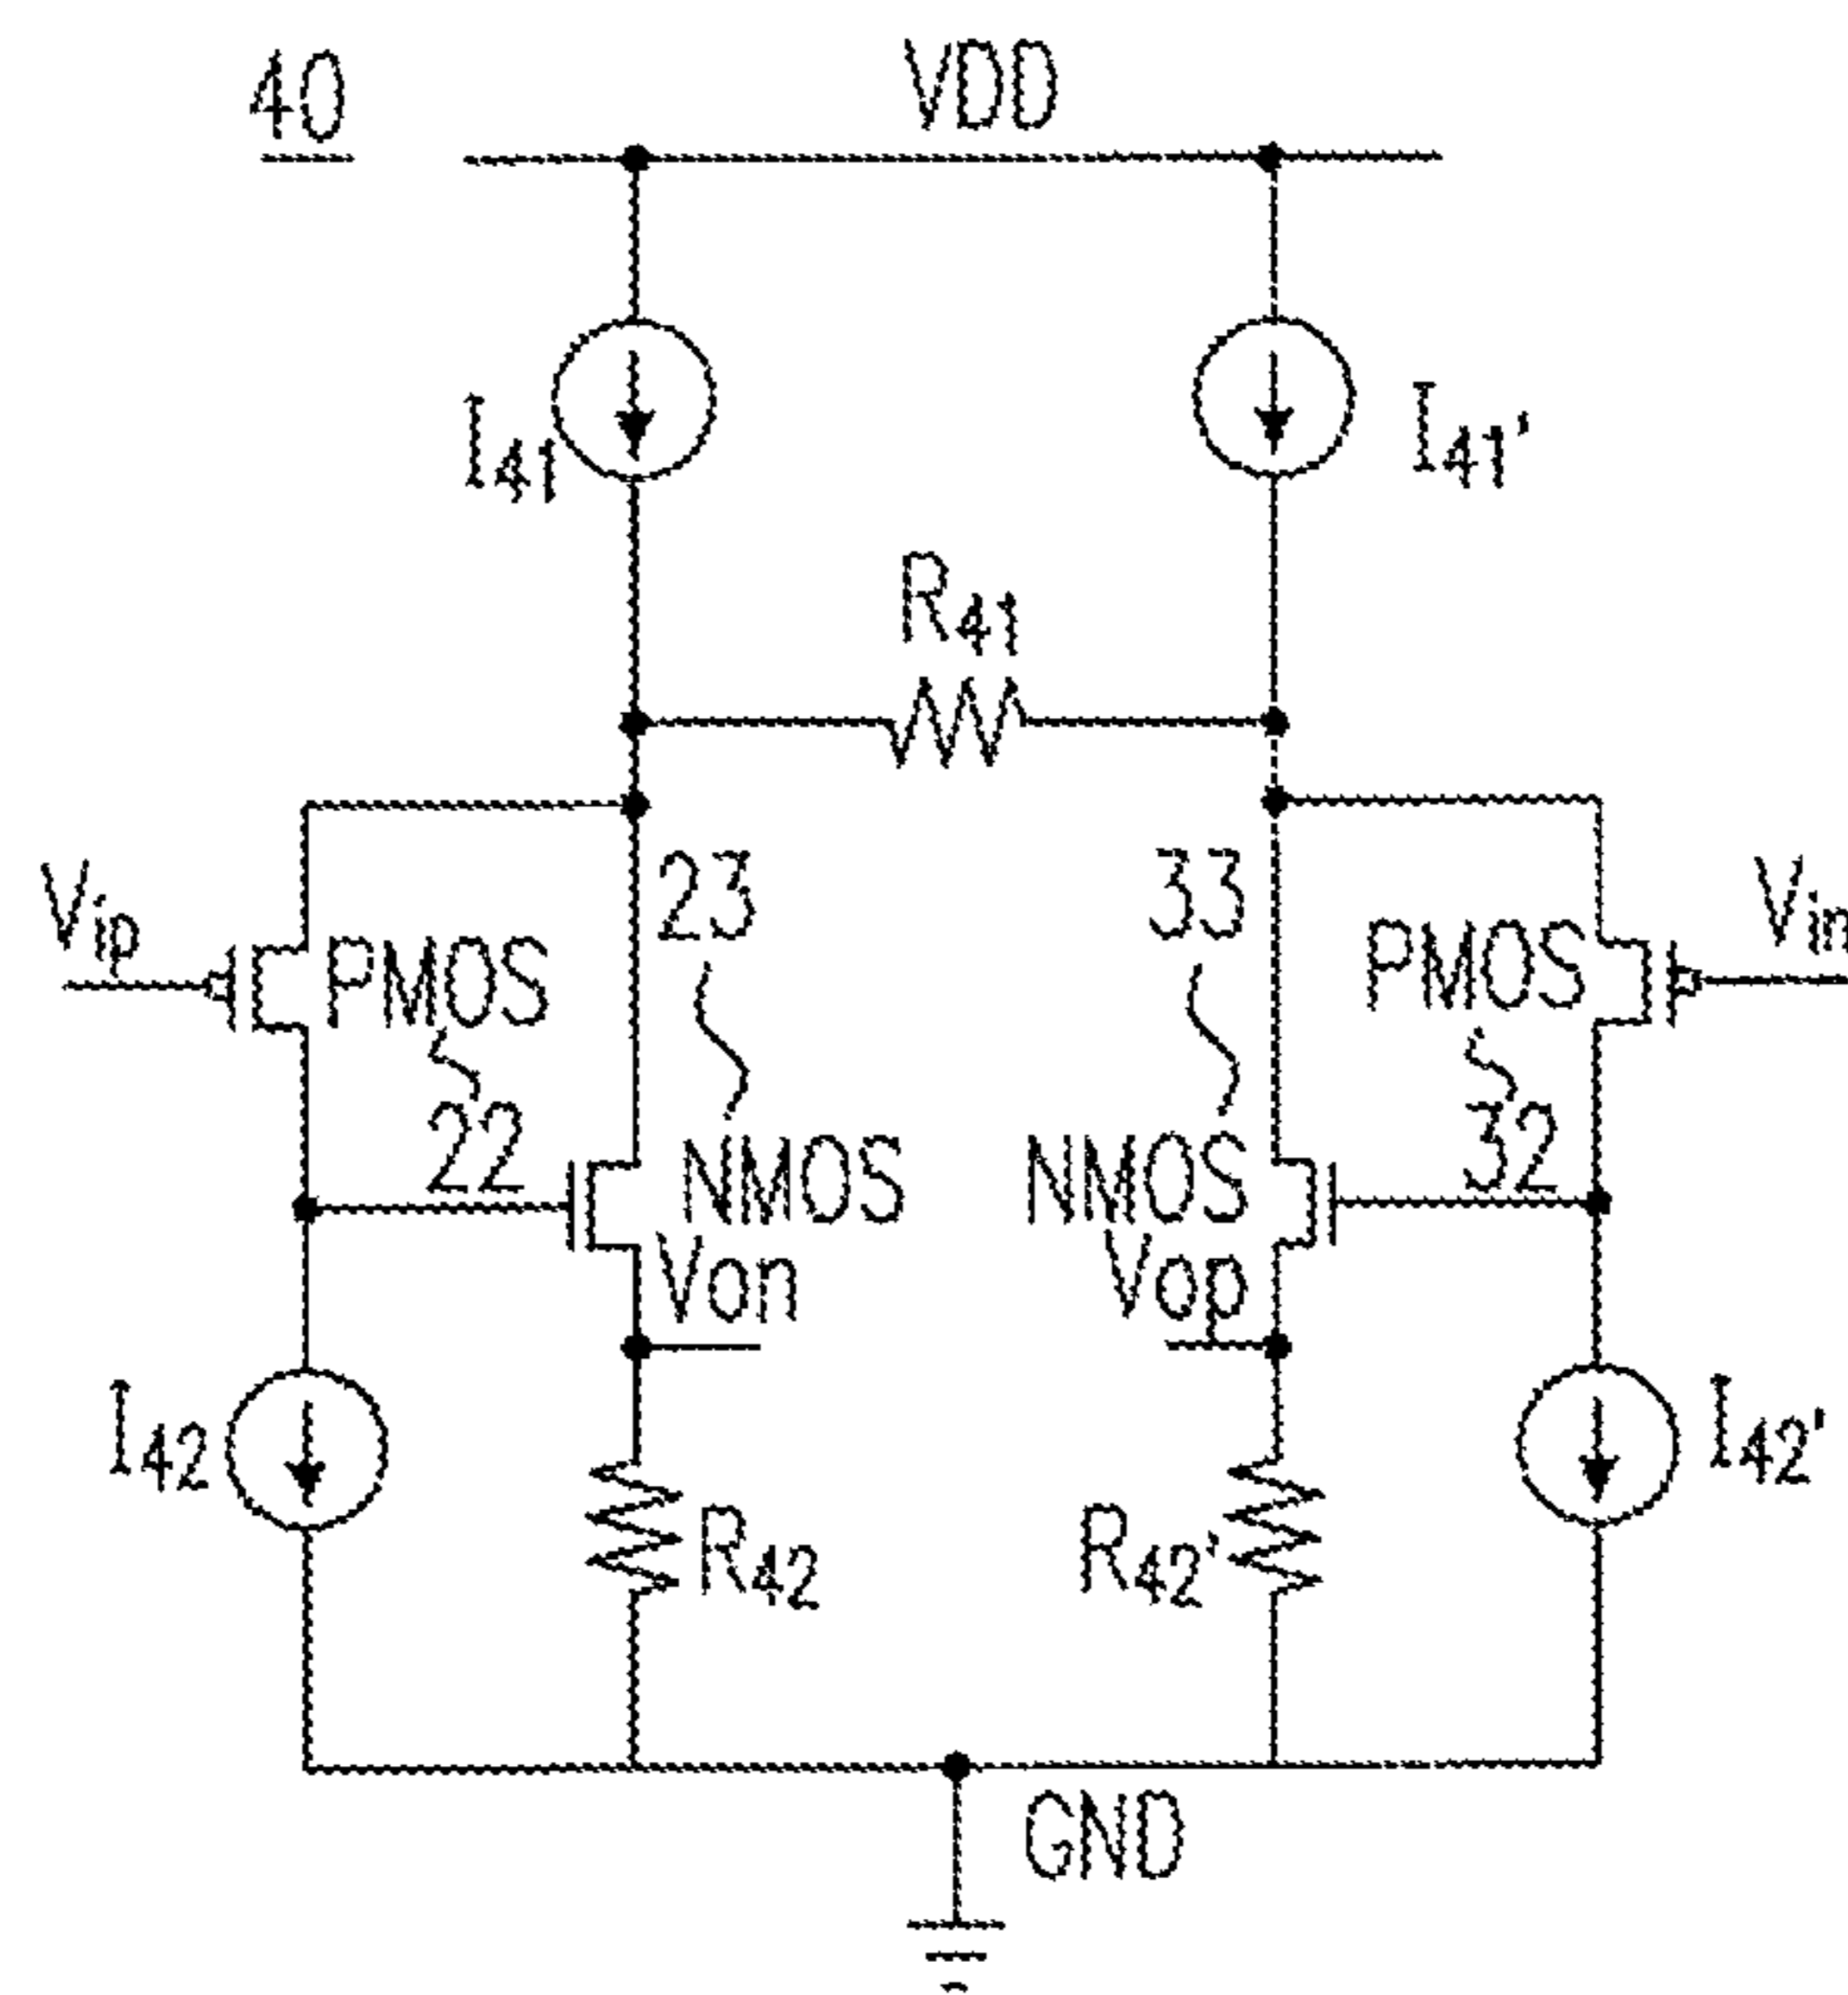 40
VDD
I41
I41'
R41
Vip
PMOS
22
23
NMOS
Von
33
NMOS
Vop
PMOS
32
Vin
I42
R42
R42'
I42'
GND